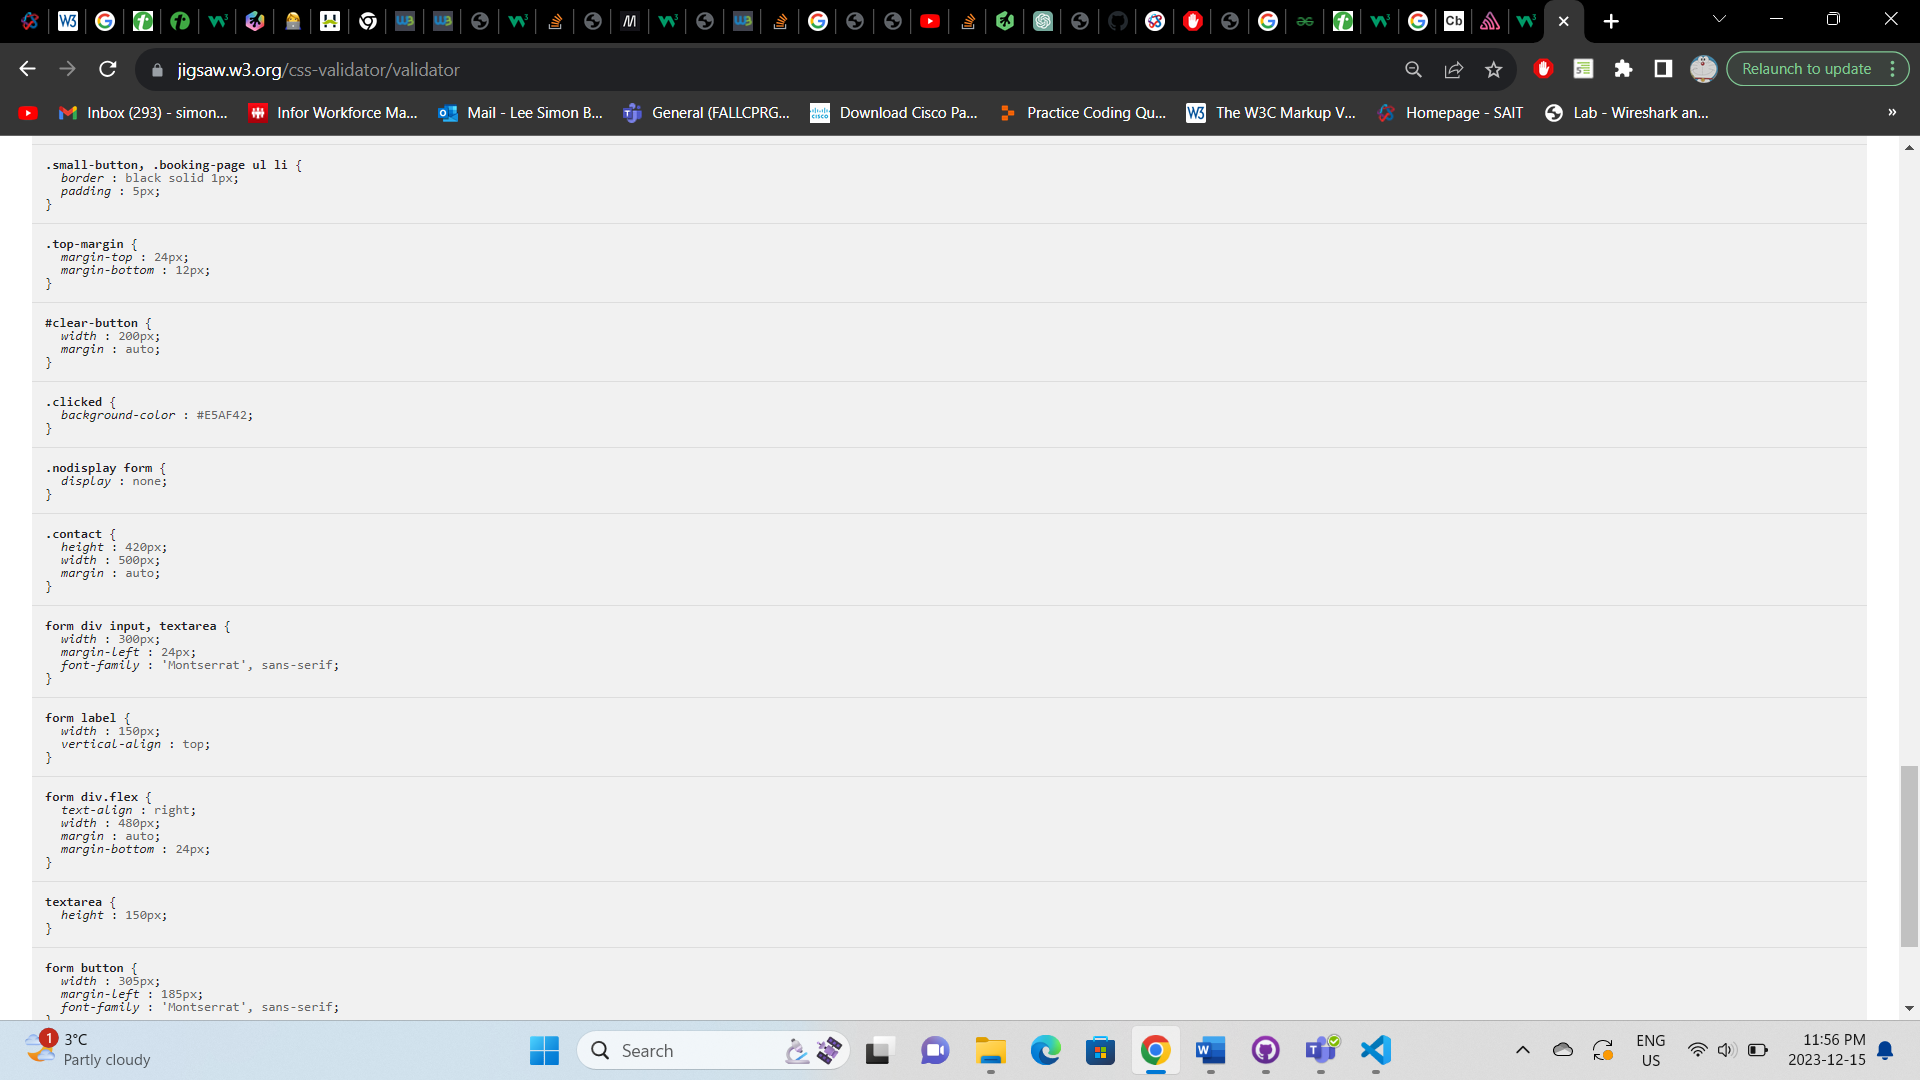 jigsaw.w3.org/css-validator/validator
Relaunch to update
Inbox (293) - simon...
Infor Workforce Ma...
Mail - Lee Simon B...
General (FALLCPRG...
Download Cisco Pa...
Practice Coding Qu...
The W3C Markup V...
Homepage - SAIT
Lab - Wireshark an...
»
.small-button, .booking-page ul li {
border : black solid 1px;
padding : 5px;
}
.top-margin {
margin-top : 24px;
margin-bottom : 12px;
}
#clear-button {
width : 200px;
margin : auto;
}
.clicked {
background-color : #E5AF42;
}
.nodisplay form {
display : none;
}
.contact {
height : 420px;
width : 500px;
margin : auto;
}
form div input, textarea {
width : 300px;
margin-left : 24px;
font-family : 'Montserrat', sans-serif;
}
form label {
width : 150px;
vertical-align : top;
}
form div.flex {
text-align : right;
width : 480px;
margin : auto;
margin-bottom : 24px;
}
textarea {
height : 150px;
}
form button {
width : 305px;
margin-left : 185px;
font-family : 'Montserrat', sans-serif;
1
3°C
Partly cloudy
Search
ENG
US
11:56 PM
2023-12-15